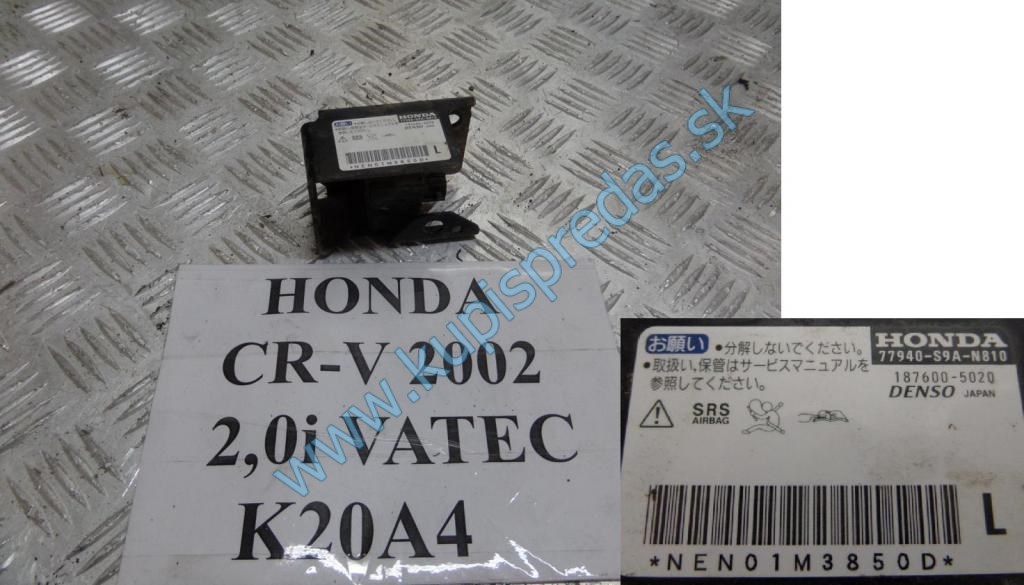 HONDA
L
*NEN01M3850D*
HONDA
CR-V 2002
2,0i VATEC
K20A4
www.kupispredas.sk
お願い •分解しないでください。
•取扱い、保管はサービスマニュアルを
参照してください。
HONDA
77940-S9A-N810
187600-5020
DENSO JAPAN
SRS
AIRBAG
L
*NEN01M3850D*